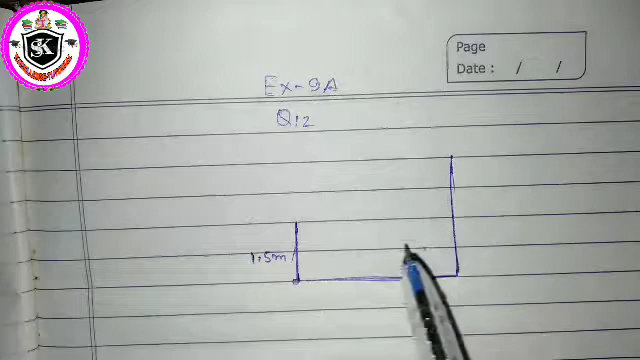 SK
Page
Date : / /
Ex-9A
Q12
1.5m